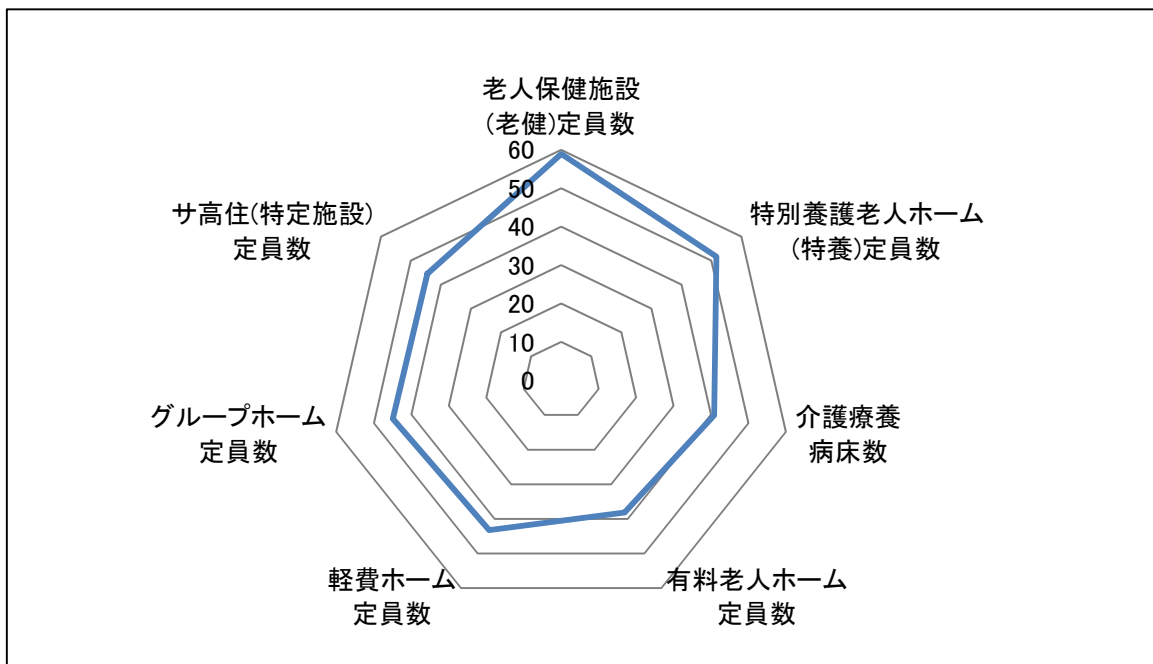 老人保健施設
(老健)定員数
60
50
40
30
20
10
0
特別養護老人ホーム
(特養)定員数
介護療養
病床数
有料老人ホーム
定員数
軽費ホーム
定員数
グループホーム
定員数
サ高住(特定施設)
定員数